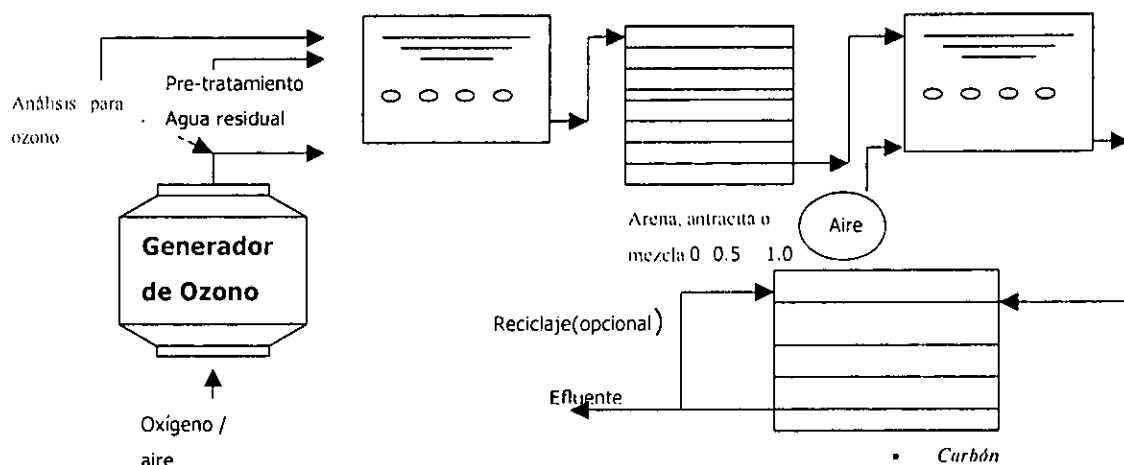 Análisis para
ozono
Pre-tratamiento
Agua residual
Generador
de Ozono
Oxígeno /
aire
Arena, antracita o
mezcla 0 0.5 1.0
Aire
Reciclaje(opcional)
Efluente
• Carbón